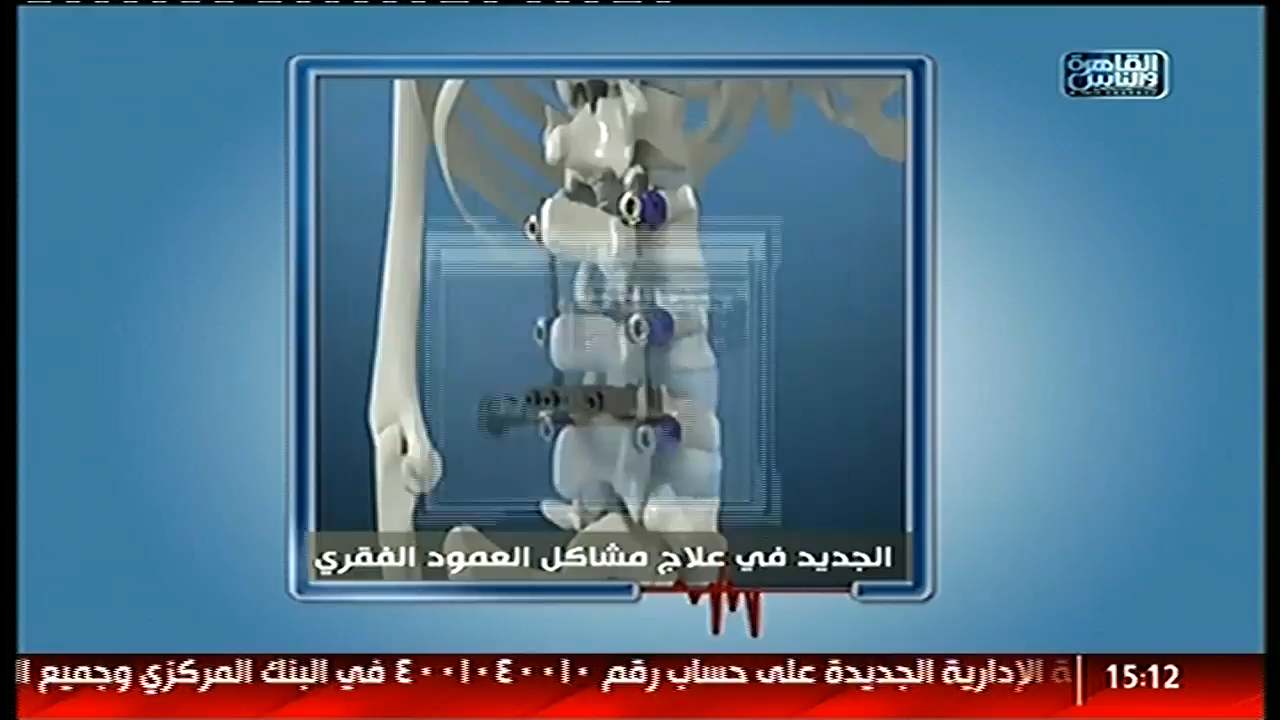 القاهرة
والناس
الجديد في علاج مشاكل العمود الفقري
الإدارية الجديدة على حساب رقم ٤٠٠١٠٤٠٠١٠ في البنك المركزي وجميع
15:12